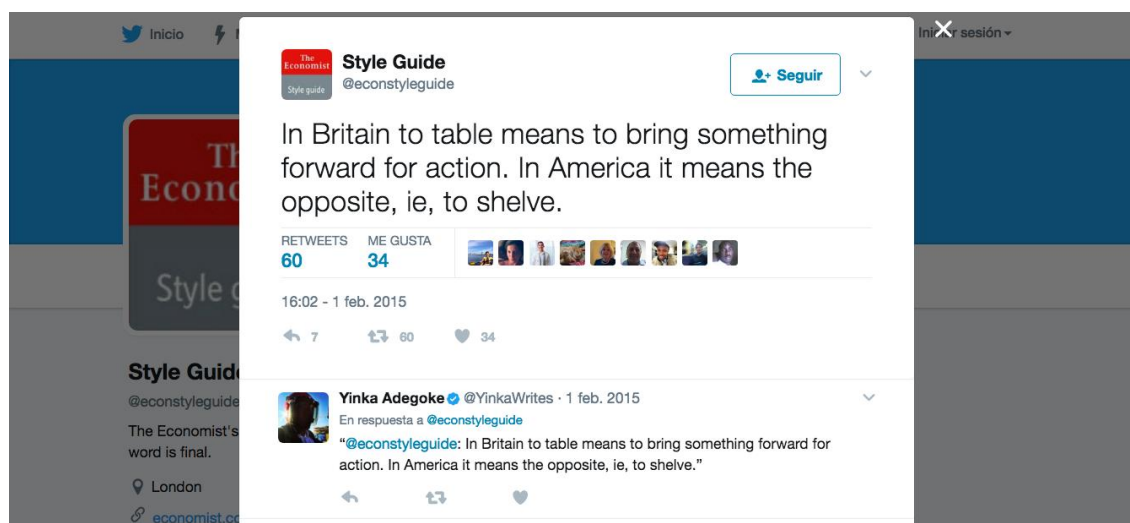 Inicio
Iniciar sesión
The
Economist
Style guide
Style Guide
@econstyleguide
Seguir
In Britain to table means to bring something
forward for action. In America it means the
opposite, ie, to shelve.
RETWEETS ME GUSTA
60 34
16:02 - 1 feb. 2015
7 60 34
Style
Style
@econstyleguide
The Economist's
word is final.
London
Yinka Adegoke @YinkaWrites · 1 feb. 2015
En respuesta a @econstyleguide
“@econstyleguide: In Britain to table means to bring something forward for
action. In America it means the opposite, ie, to shelve.”